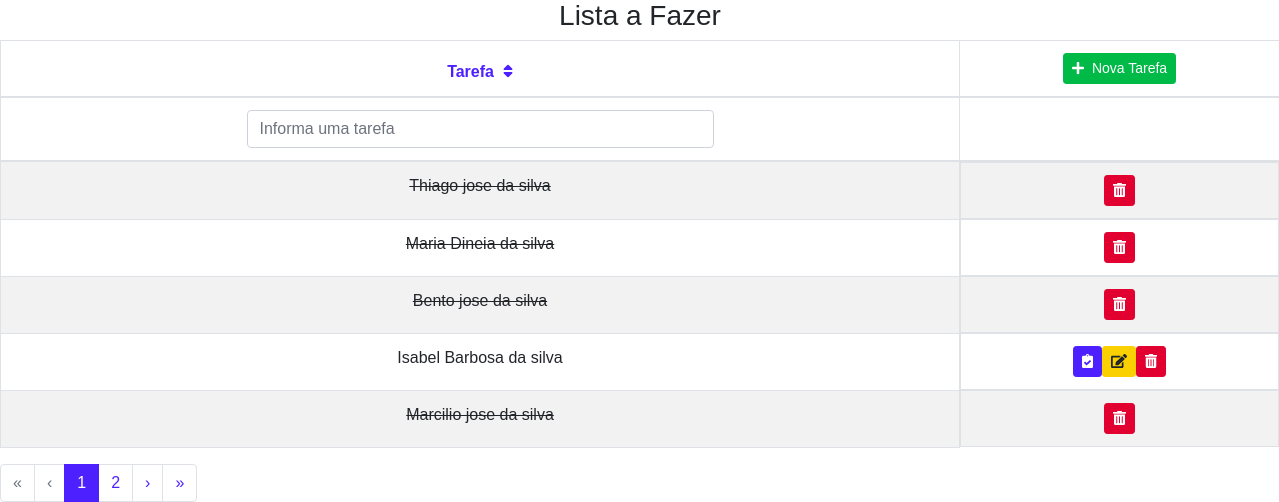 Lista a Fazer
Tarefa
Nova Tarefa
Informa uma tarefa
Thiago jose da silva
Maria Dineia da silva
Bento jose da silva
Isabel Barbosa da silva
Marcilio jose da silva
« ‹ 1 2 › »